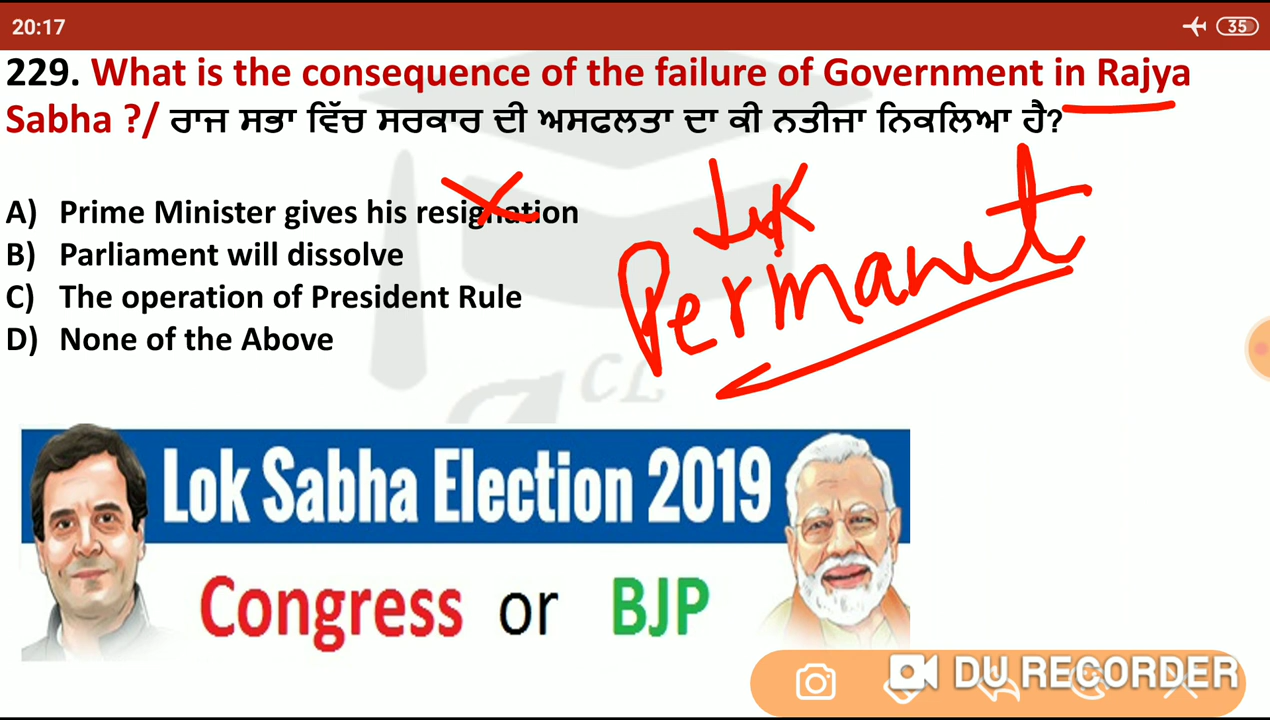 20:17
35
229. What is the consequence of the failure of Government in Rajya
Sabha ?/ ਰਾਜ ਸਭਾ ਵਿੱਚ ਸਰਕਾਰ ਦੀ ਅਸਫਲਤਾ ਦਾ ਕੀ ਨਤੀਜਾ ਨਿਕਲਿਆ ਹੈ?
A) Prime Minister gives his resignation
B) Parliament will dissolve
C) The operation of President Rule
D) None of the Above
Permanut
CL
Lok Sabha Election 2019
Congress or BJP
DU RECORDER